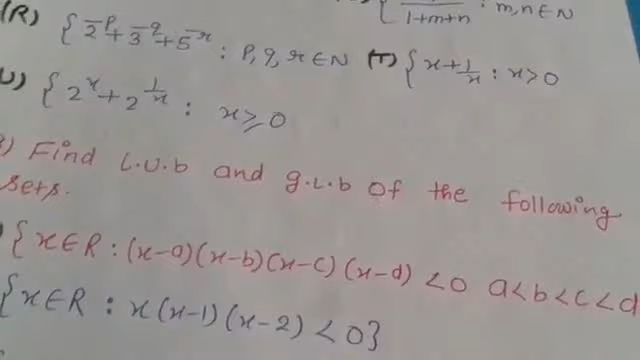 { 1/(1+m+n) : m, n ∈ N
(R) { 2^-p + 3^-q + 5^-r : P, q, r ∈ N (T) { x + 1/x : x > 0
U) { 2^x + 2^(1/x) : x ⩾ 0
) Find L.U.b and g.L.b of the following
sets.
) { x ∈ R : (x-a)(x-b)(x-c)(x-d) < 0 a < b < c < d
{ x ∈ R : x(x-1)(x-2) < 0 }